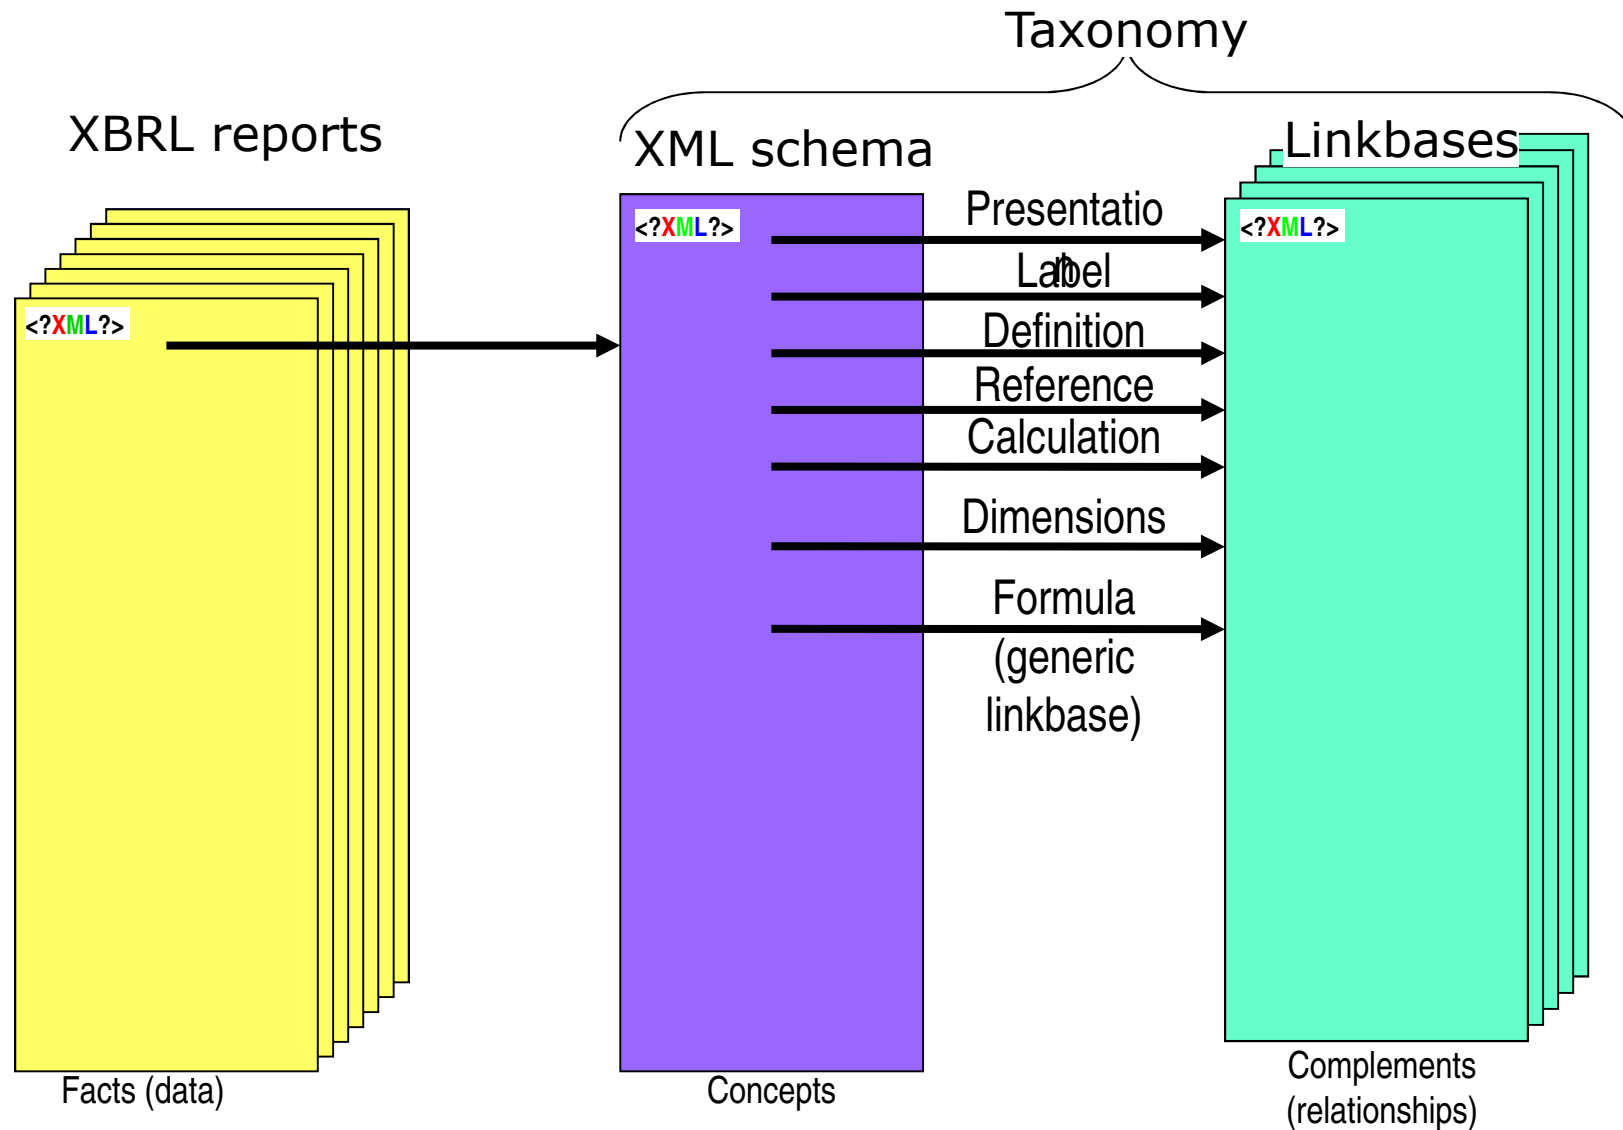 Taxonomy
XBRL reports
XML schema
Linkbases
<?XML?>
<?XML?>
<?XML?>
Presentatio
n
Label
Definition
Reference
Calculation
Dimensions
Formula
(generic
linkbase)
Facts (data)
Concepts
Complements
(relationships)